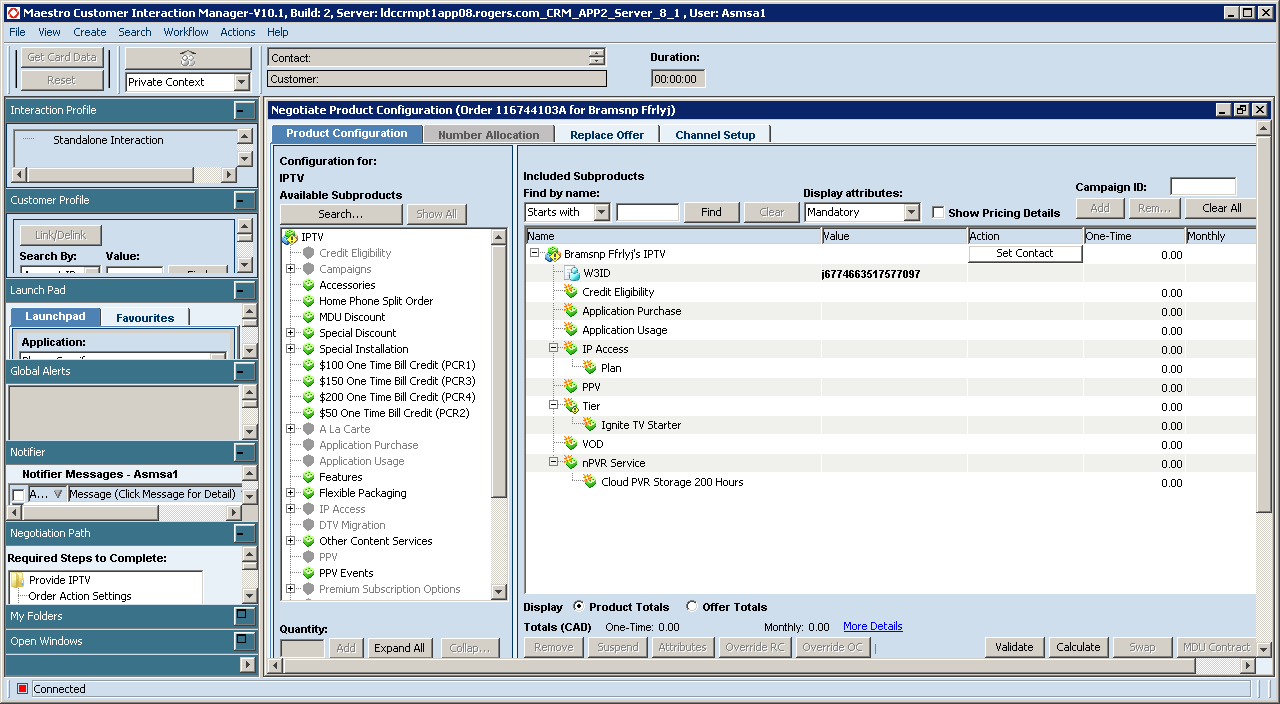 Maestro Customer Interaction Manager-V10.1, Build: 2, Server: ldccrmpt1app08.rogers.com_CRM_APP2_Server_8_1 , User: Asmsa1
File View Create Search Workflow Actions Help
Get Card Data
Reset
Private Context
Contact:
Customer:
Duration:
00:00:00
Interaction Profile
Standalone Interaction
Customer Profile
Link/Delink
Search By: Value:
Launch Pad
Launchpad Favourites
Application:
Global Alerts
Notifier
Notifier Messages - Asmsa1
A... Message (Click Message for Detail)
Negotiation Path
Required Steps to Complete:
Provide IPTV
Order Action Settings
My Folders
Open Windows
Negotiate Product Configuration (Order 116744103A for Bramsnp Ffrlyj)
Product Configuration Number Allocation Replace Offer Channel Setup
Configuration for:
IPTV
Available Subproducts
Search... Show All
IPTV
Credit Eligibility
Campaigns
Accessories
Home Phone Split Order
MDU Discount
Special Discount
Special Installation
$100 One Time Bill Credit (PCR1)
$150 One Time Bill Credit (PCR3)
$200 One Time Bill Credit (PCR4)
$50 One Time Bill Credit (PCR2)
A La Carte
Application Purchase
Application Usage
Features
Flexible Packaging
IP Access
DTV Migration
Other Content Services
PPV
PPV Events
Premium Subscription Options
Quantity:
Add Expand All Collap...
Included Subproducts
Find by name:
Starts with Find Clear
Display attributes:
Mandatory
Show Pricing Details
Campaign ID:
Add Rem... Clear All
Name Value Action One-Time Monthly
Bramsnp Ffrlyj's IPTV Set Contact 0.00
W3ID j6774663517577097
Credit Eligibility 0.00
Application Purchase 0.00
Application Usage 0.00
IP Access 0.00
Plan 0.00
PPV 0.00
Tier 0.00
Ignite TV Starter 0.00
VOD 0.00
nPVR Service 0.00
Cloud PVR Storage 200 Hours 0.00
Display Product Totals Offer Totals
Totals (CAD) One-Time: 0.00 Monthly: 0.00 More Details
Remove Suspend Attributes Override RC Override OC Validate Calculate Swap MDU Contract
Connected